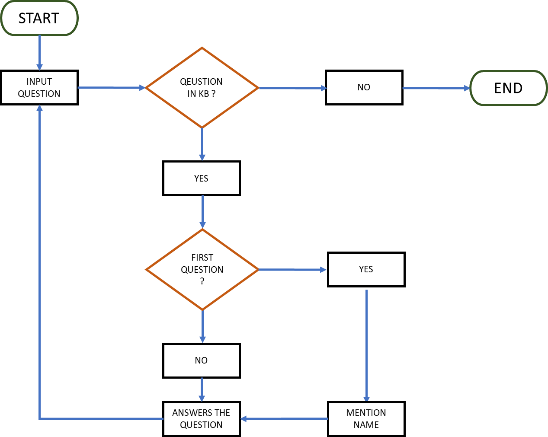 START
INPUT
QUESTION
QEUSTION
IN KB ?
NO
END
YES
FIRST
QUESTION
?
YES
NO
ANSWERS THE
QUESTION
MENTION
NAME